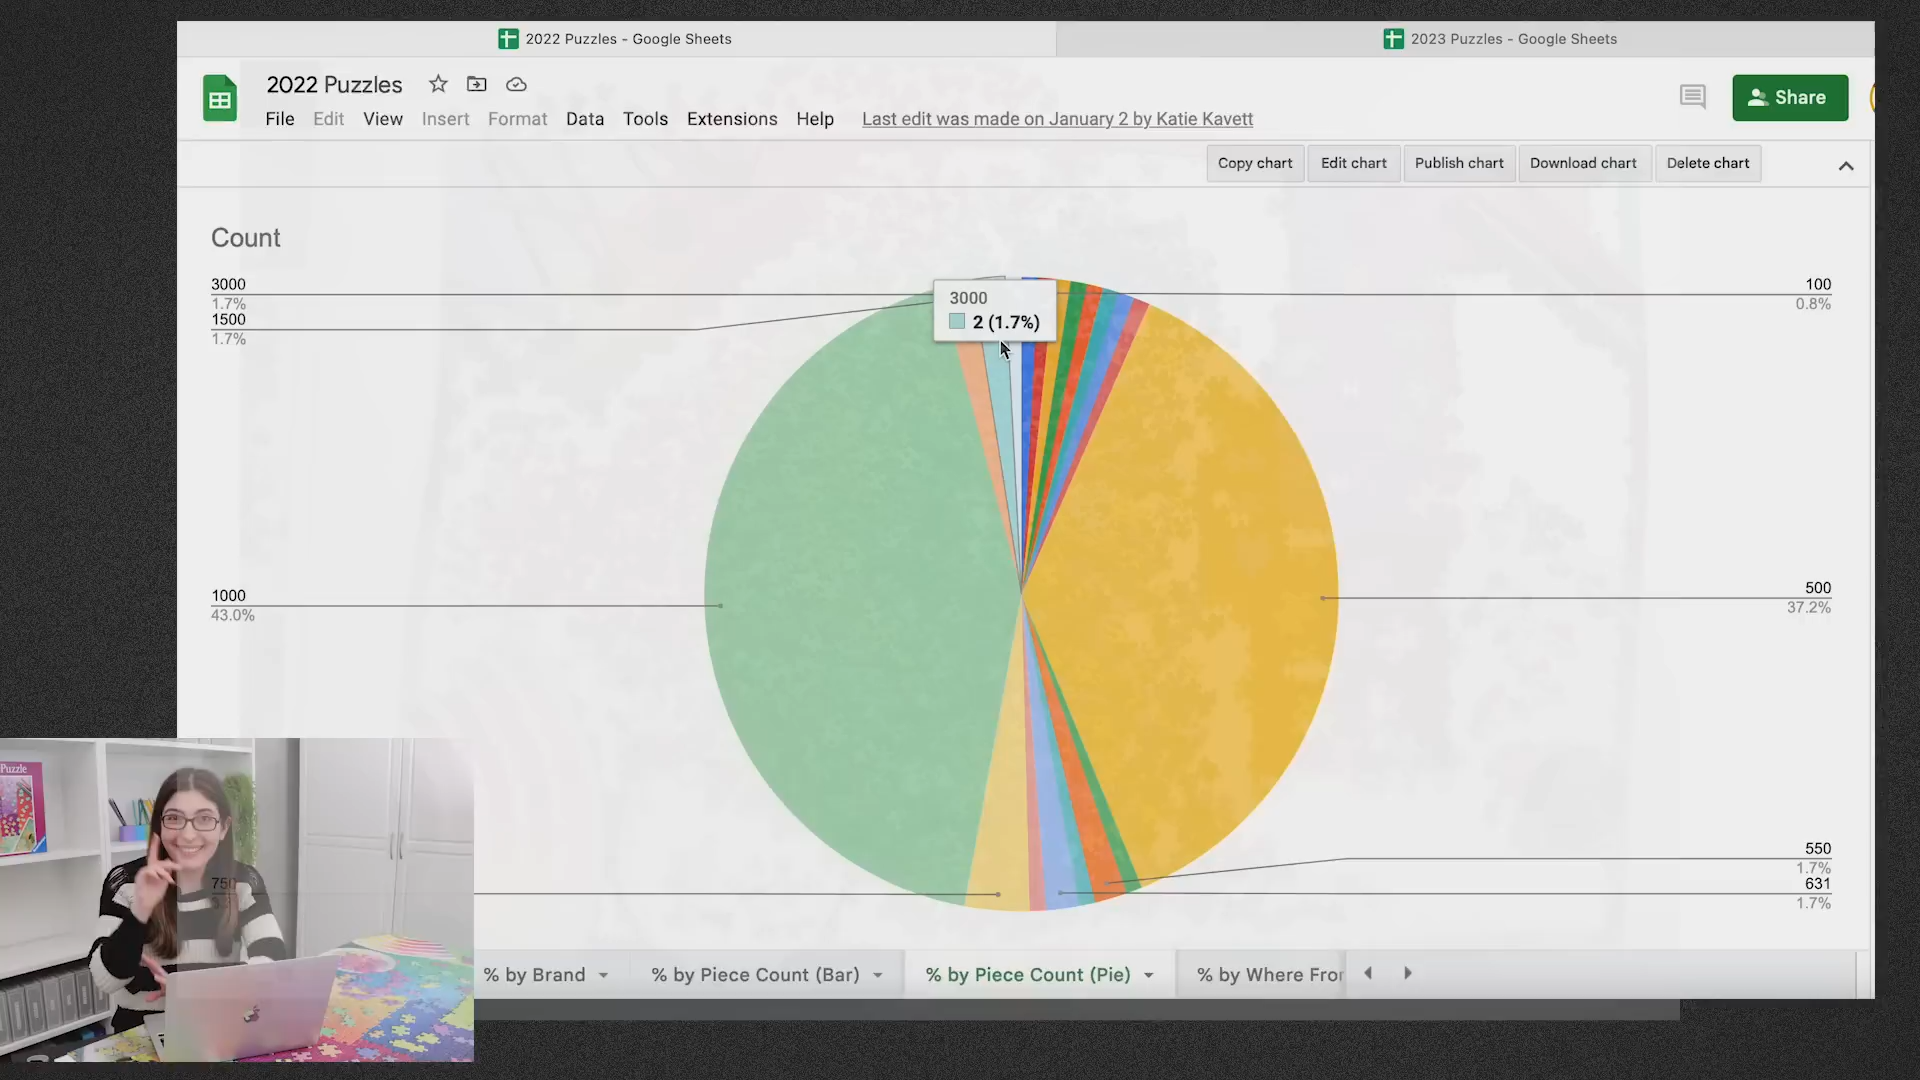 2022 Puzzles - Google Sheets
2023 Puzzles - Google Sheets
2022 Puzzles
Share
File Edit View Insert Format Data Tools Extensions Help Last edit was made on January 2 by Katie Kavett
Copy chart Edit chart Publish chart Download chart Delete chart
Count
3000
1.7%
1500
1.7%
3000
2 (1.7%)
100
0.8%
1000
43.0%
500
37.2%
550
1.7%
631
1.7%
750
Puzzle
% by Brand
% by Piece Count (Bar)
% by Piece Count (Pie)
% by Where Fror